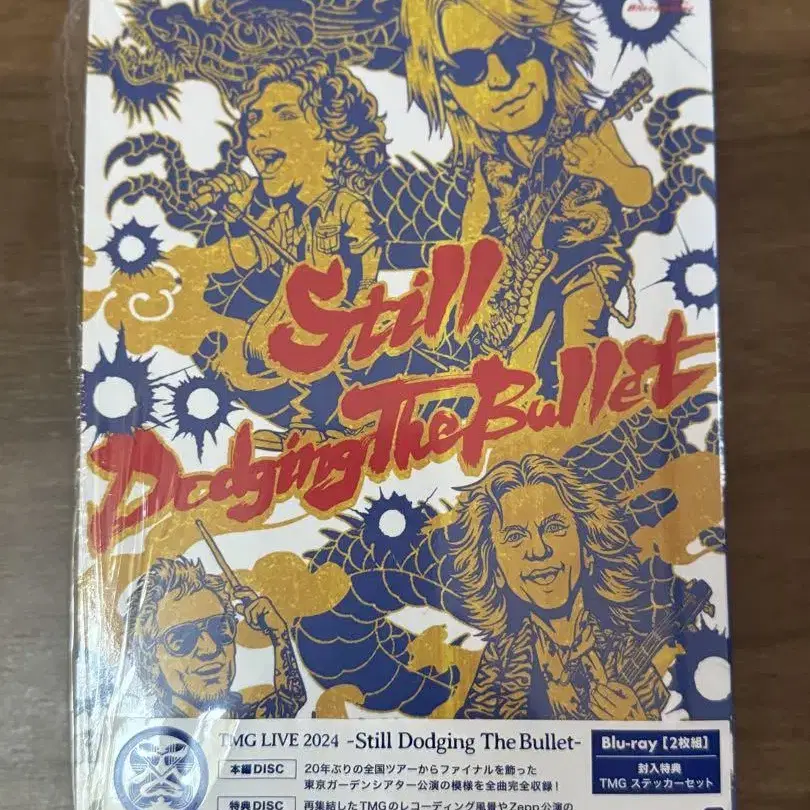 Still
Dodging The Bullet
TMG LIVE 2024 -Still Dodging The Bullet-
Blu-ray [2枚組]
本編DISC
20年ぶりの全国ツアーからファイナルを飾った
東京ガーデンシアター公演の模様を全曲完全収録！
封入特典
TMG ステッカーセット
特典DISC
再集結したTMGのレコーディング風景やZepp公演の